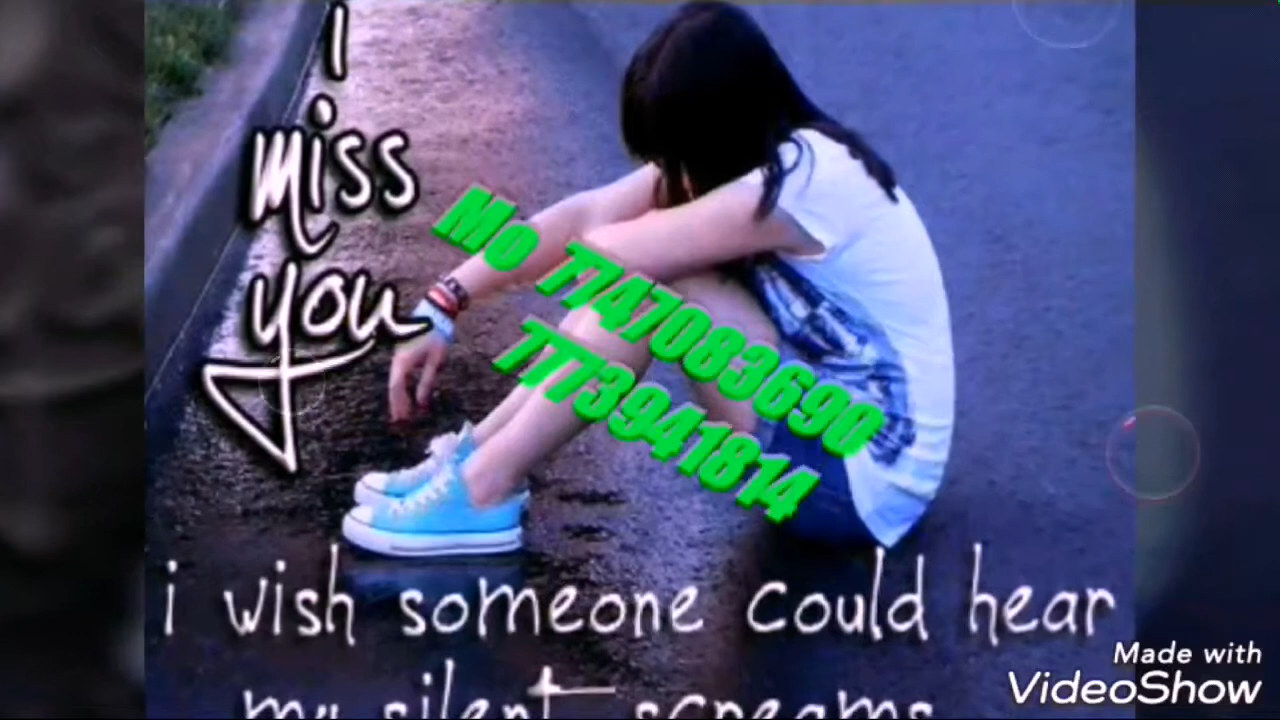 i
miss
you
Mo 7747083690
7773941814
i wish someone could hear
my silent screams
Made with
VideoShow